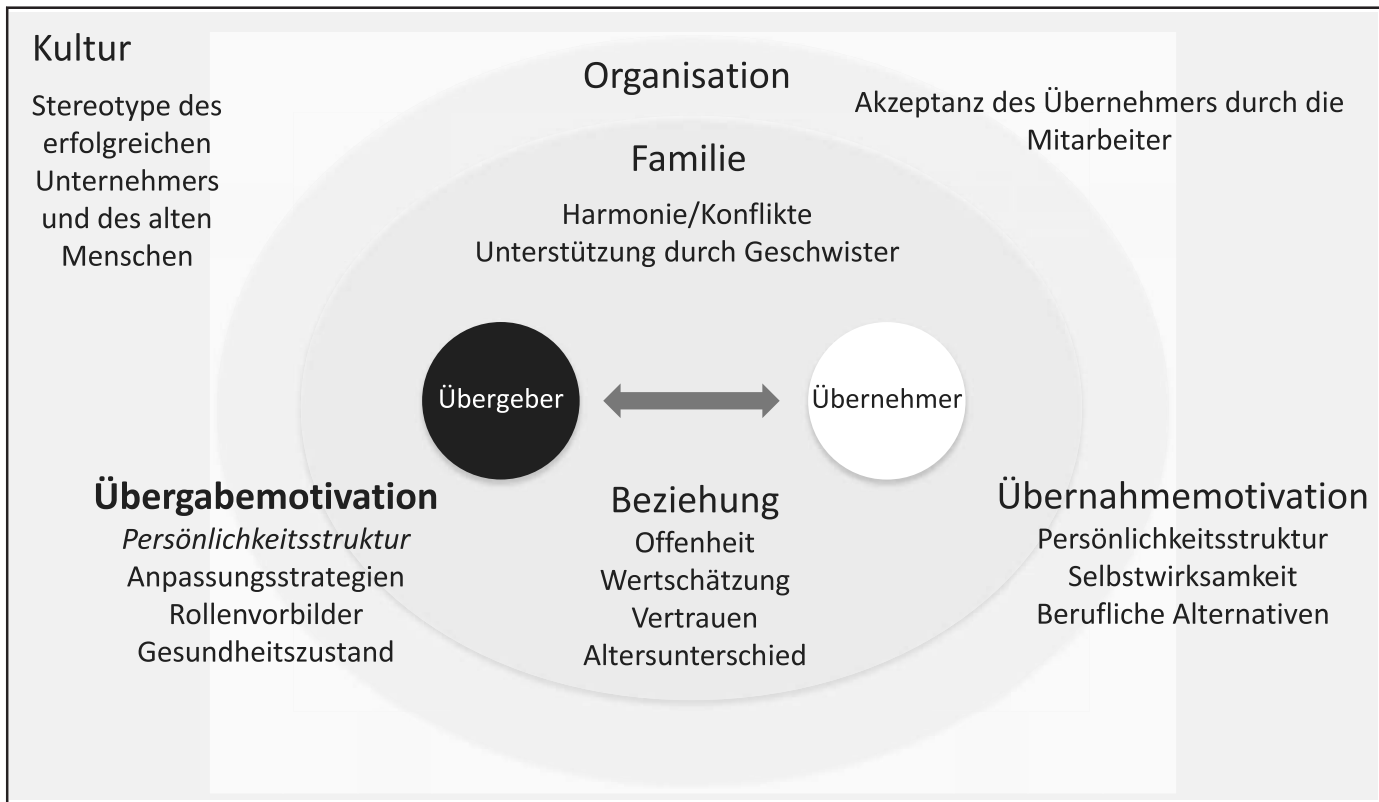 Kultur
Stereotype des
erfolgreichen
Unternehmers
und des alten
Menschen
Organisation
Akzeptanz des Übernehmers durch die
Mitarbeiter
Familie
Harmonie/Konflikte
Unterstützung durch Geschwister
Übergeber
Übernehmer
Übergabemotivation
Persönlichkeitsstruktur
Anpassungsstrategien
Rollenvorbilder
Gesundheitszustand
Beziehung
Offenheit
Wertschätzung
Vertrauen
Altersunterschied
Übernahmemotivation
Persönlichkeitsstruktur
Selbstwirksamkeit
Berufliche Alternativen